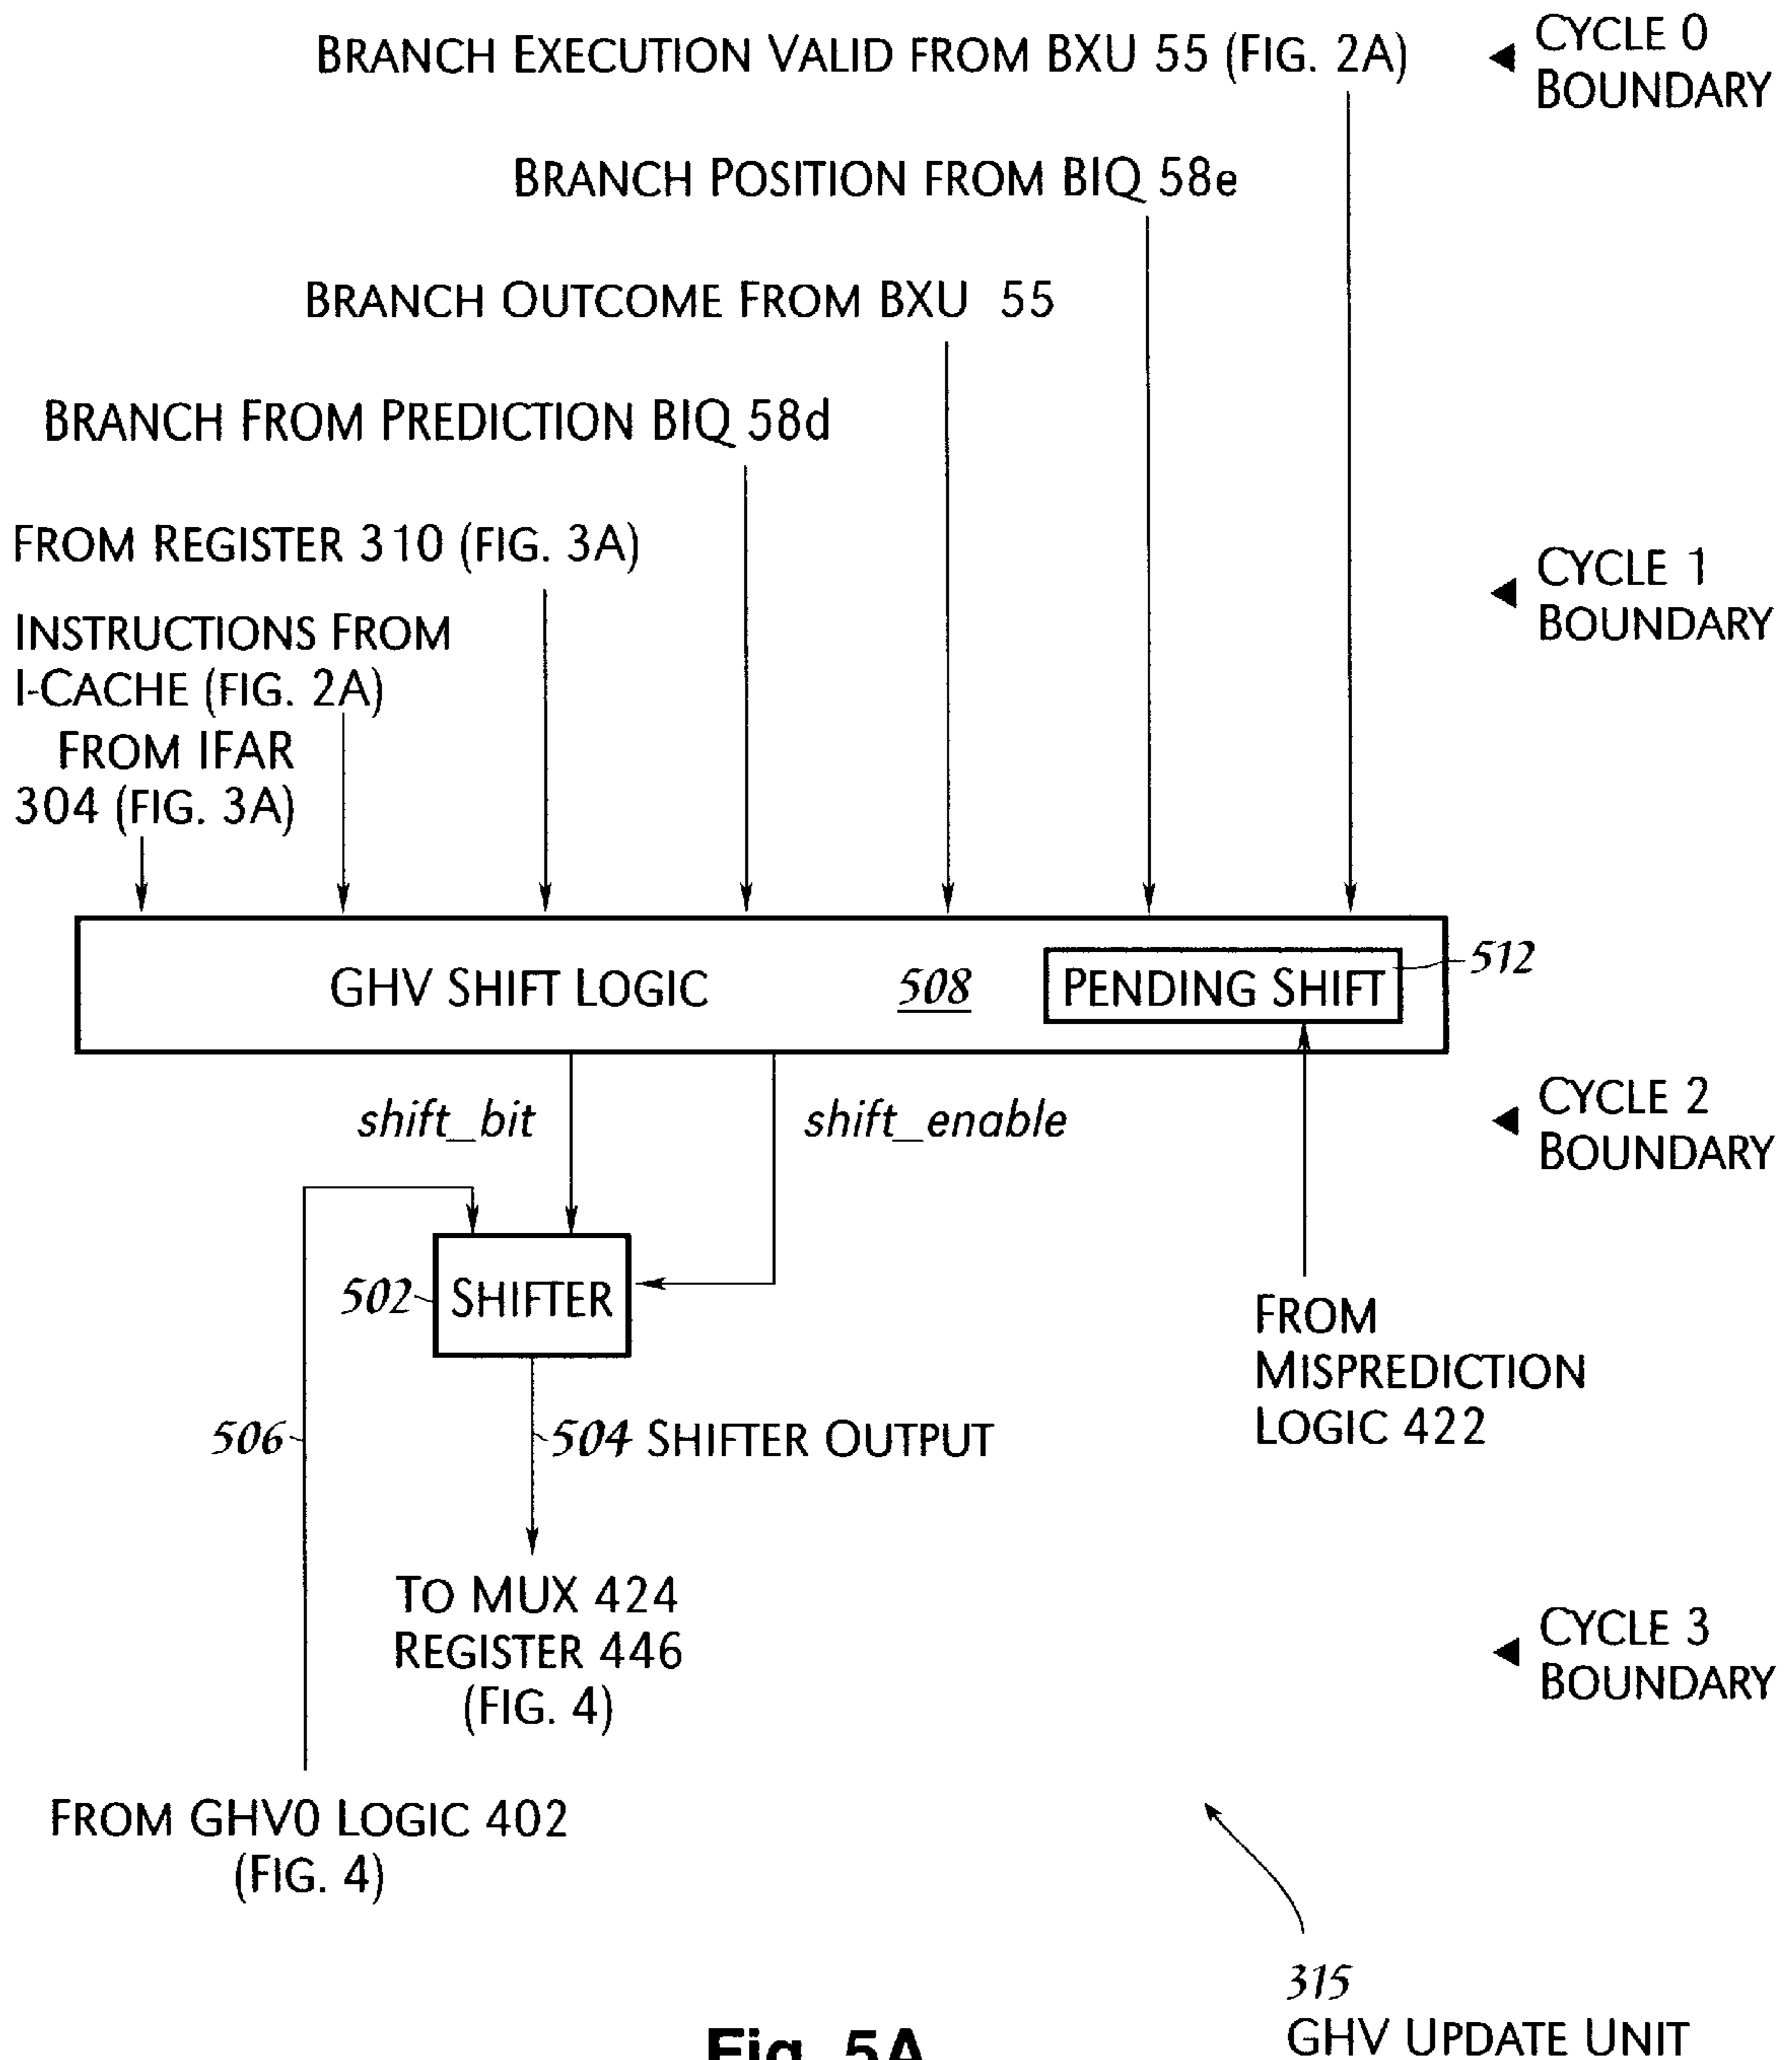 BRANCH EXECUTION VALID FROM BXU 55 (FIG. 2A)
CYCLE 0
BOUNDARY
BRANCH POSITION FROM BIQ 58e
BRANCH OUTCOME FROM BXU 55
BRANCH FROM PREDICTION BIQ 58d
FROM REGISTER 310 (FIG. 3A)
CYCLE 1
BOUNDARY
INSTRUCTIONS FROM
I-CACHE (FIG. 2A)
FROM IFAR
304 (FIG. 3A)
GHV SHIFT LOGIC 508
PENDING SHIFT
512
shift_bit
shift_enable
CYCLE 2
BOUNDARY
502
SHIFTER
FROM
MISPREDICTION
LOGIC 422
506
504 SHIFTER OUTPUT
TO MUX 424
REGISTER 446
(FIG. 4)
CYCLE 3
BOUNDARY
FROM GHV0 LOGIC 402
(FIG. 4)
315
GHV UPDATE UNIT
Fig. 5A